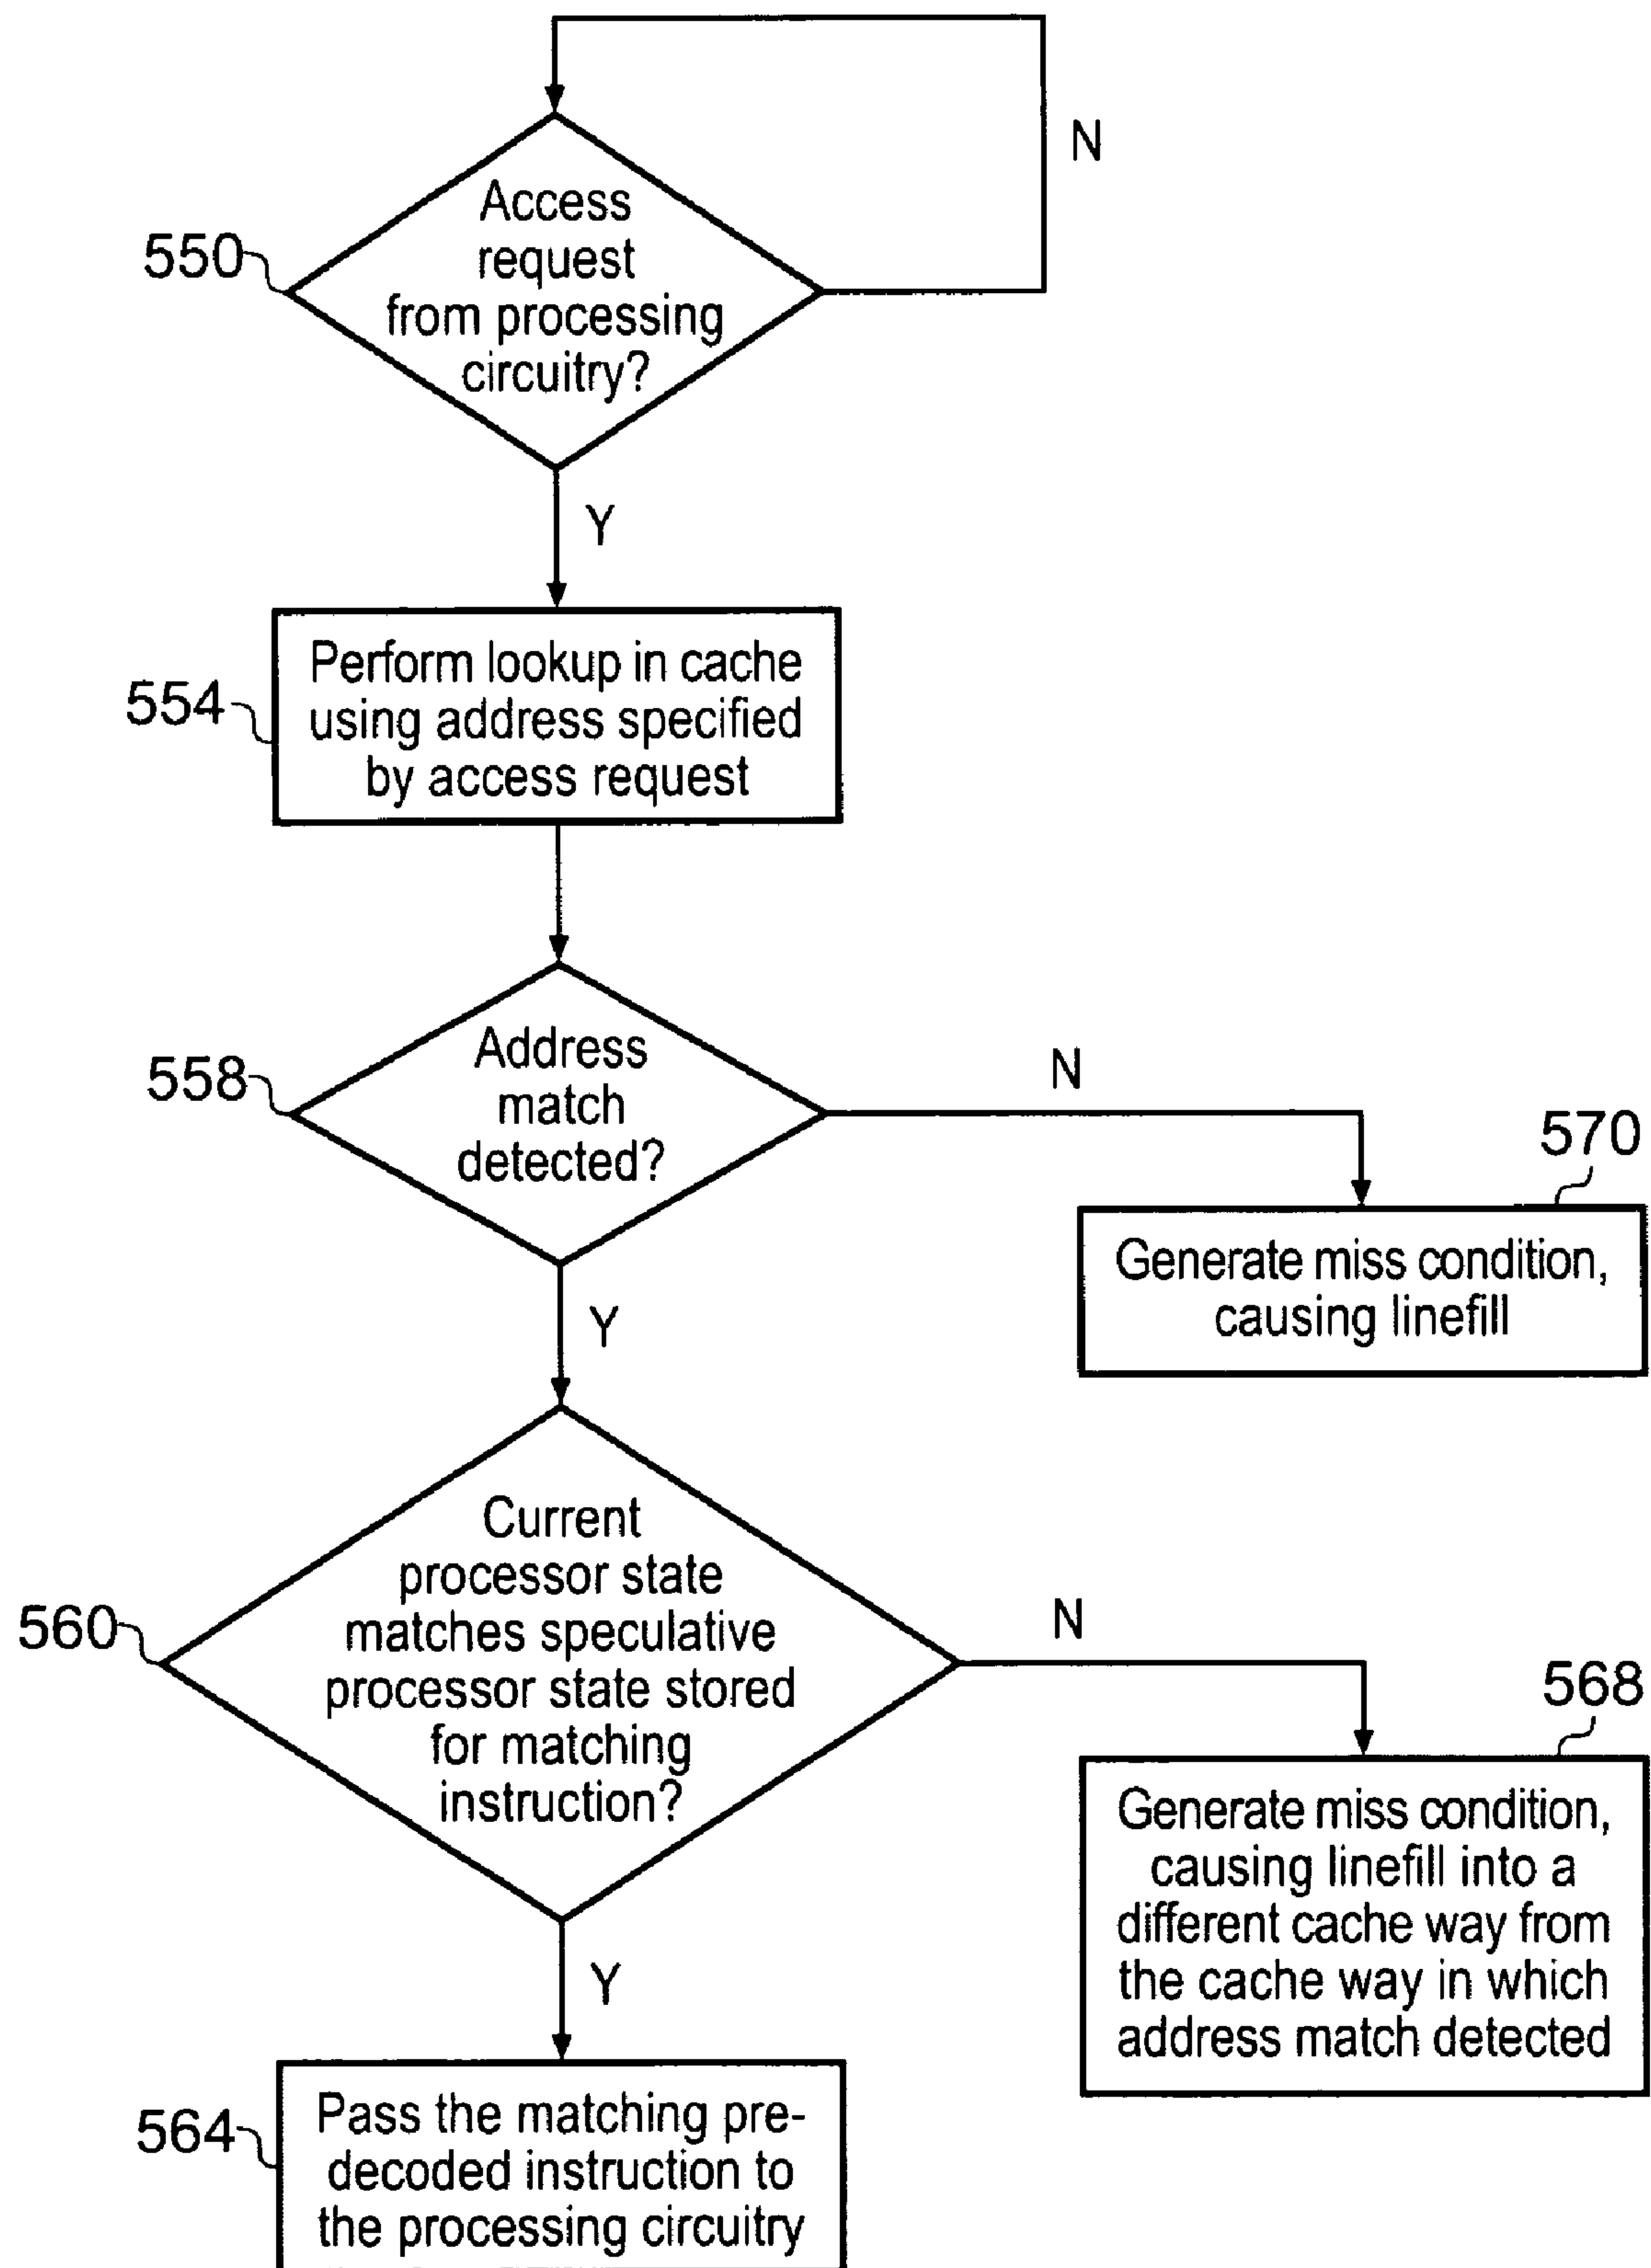 N
Access
request
from processing
circuitry?
550
Y
Perform lookup in cache
using address specified
by access request
554
Address
match
detected?
558
N
570
Generate miss condition,
causing linefill
Y
Current
processor state
matches speculative
processor state stored
for matching
instruction?
560
N
568
Generate miss condition,
causing linefill into a
different cache way from
the cache way in which
address match detected
Y
Pass the matching pre-
decoded instruction to
the processing circuitry
564